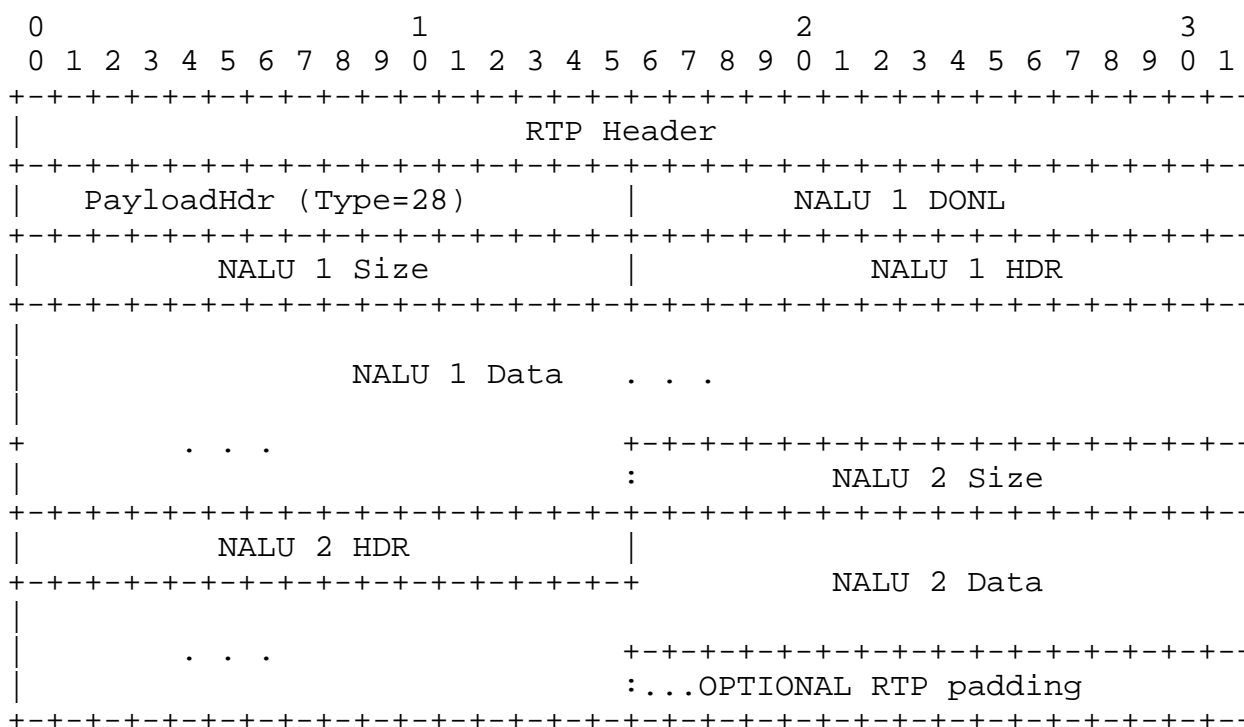 0                   1                   2                   3
 0 1 2 3 4 5 6 7 8 9 0 1 2 3 4 5 6 7 8 9 0 1 2 3 4 5 6 7 8 9 0 1
+-+-+-+-+-+-+-+-+-+-+-+-+-+-+-+-+-+-+-+-+-+-+-+-+-+-+-+-+-+-+-+--
|                          RTP Header
+-+-+-+-+-+-+-+-+-+-+-+-+-+-+-+-+-+-+-+-+-+-+-+-+-+-+-+-+-+-+-+--
|   PayloadHdr (Type=28)        |        NALU 1 DONL
+-+-+-+-+-+-+-+-+-+-+-+-+-+-+-+-+-+-+-+-+-+-+-+-+-+-+-+-+-+-+-+--
|          NALU 1 Size          |            NALU 1 HDR
+-+-+-+-+-+-+-+-+-+-+-+-+-+-+-+-+-+-+-+-+-+-+-+-+-+-+-+-+-+-+-+--
|
|                 NALU 1 Data   . . .
|
+        . . .                  +-+-+-+-+-+-+-+-+-+-+-+-+-+-+-+--
|                               :          NALU 2 Size
+-+-+-+-+-+-+-+-+-+-+-+-+-+-+-+-+-+-+-+-+-+-+-+-+-+-+-+-+-+-+-+--
|          NALU 2 HDR           |
+-+-+-+-+-+-+-+-+-+-+-+-+-+-+-+-+          NALU 2 Data
|
|        . . .                  +-+-+-+-+-+-+-+-+-+-+-+-+-+-+-+--
|                               :...OPTIONAL RTP padding
+-+-+-+-+-+-+-+-+-+-+-+-+-+-+-+-+-+-+-+-+-+-+-+-+-+-+-+-+-+-+-+--